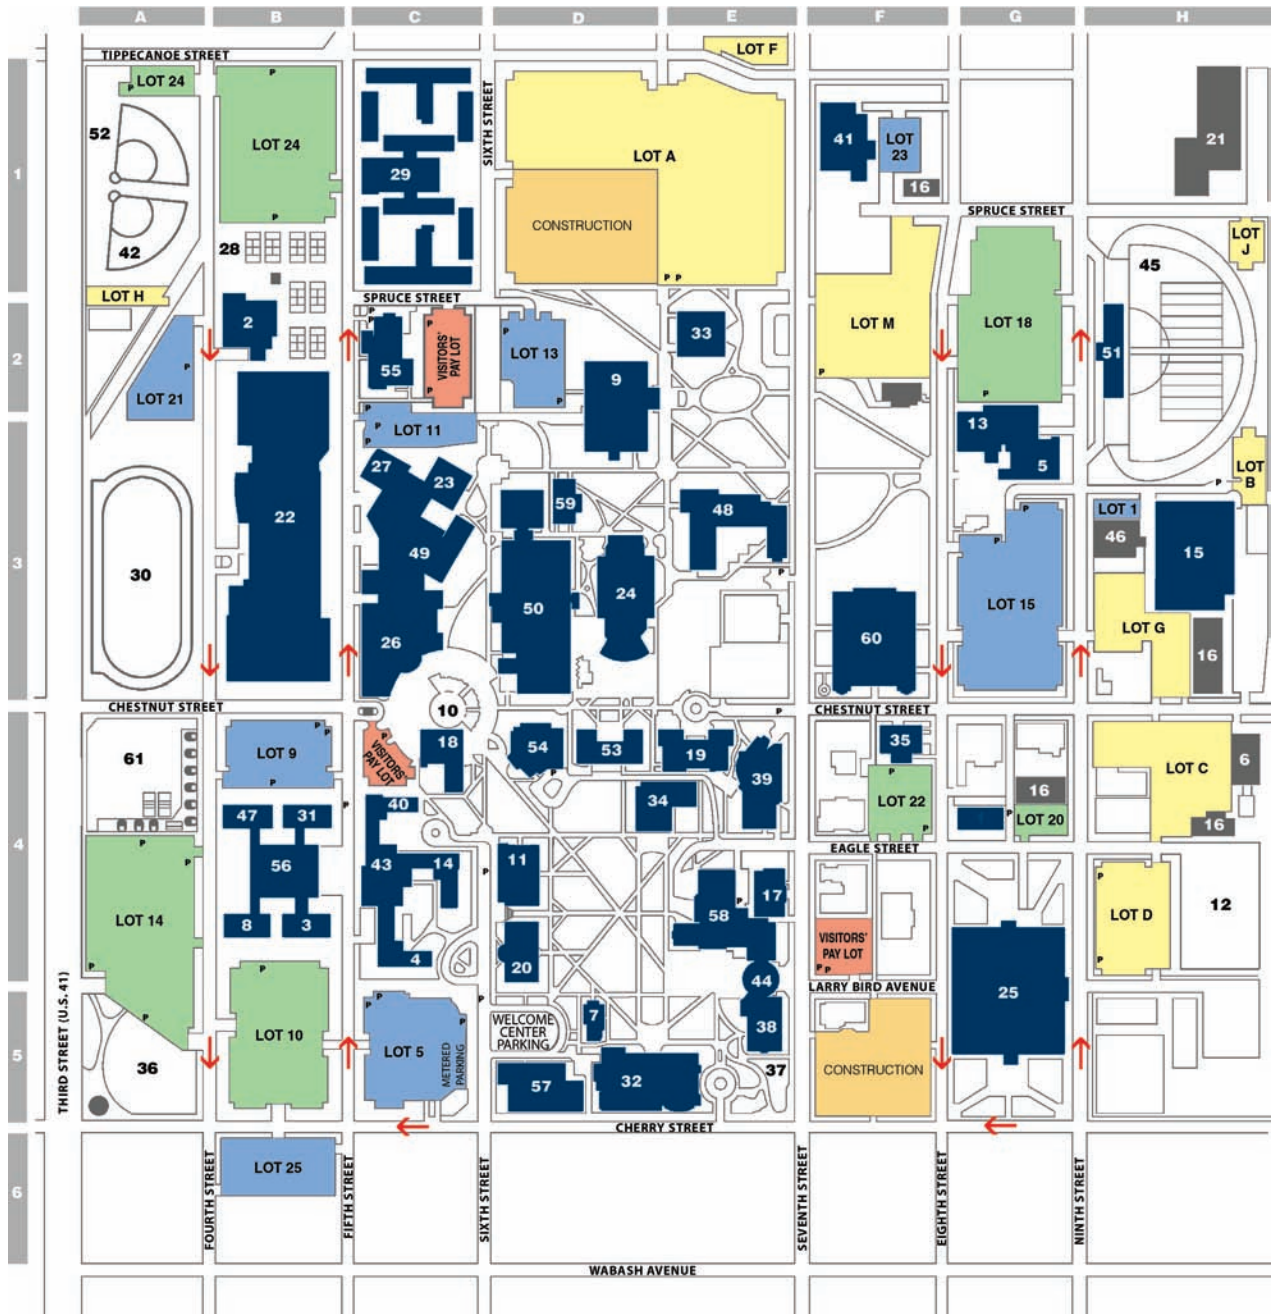 A B C D E F G H
LOT F
TIPPECANOE STREET
LOT 24
P
P
52
LOT 24
SIXTH STREET
LOT A
41
LOT
23
21
1
29
16
P
CONSTRUCTION
SPRUCE STREET
42
28
LOT
J
45
P P
LOT H
SPRUCE STREET
P
P
P
2
VISITORS'
PAY LOT
P
LOT 13
33
LOT M
LOT 18
2
51
P
55
9
P
P
LOT 21
P
P
P
P
LOT 11
P
13
5
27
23
LOT
B
P
59
48
P
LOT 1
22
49
46
15
3
30
P
P
50
24
LOT 15
26
60
LOT G
16
CHESTNUT STREET
10
P
CHESTNUT STREET
P
P
VISITORS'
PAY LOT
18
54
53
19
35
61
LOT 9
39
LOT C
6
P
P
P
34
16
47
31
P
40
LOT 22
P
P
LOT 20
16
4
P
EAGLE STREET
P
56
43
14
11
P
17
P
LOT 14
58
P
LOT D
12
8
3
VISITORS'
PAY LOT
P
P
4
20
44
P P
P
LARRY BIRD AVENUE
25
P
P
P
WELCOME
CENTER
PARKING
7
38
P
LOT 10
LOT 5
METERED
PARKING
5
36
57
32
37
CONSTRUCTION
THIRD STREET (U.S. 41)
CHERRY STREET
LOT 25
6
FOURTH STREET
FIFTH STREET
SIXTH STREET
SEVENTH STREET
EIGHTH STREET
NINTH STREET
WABASH AVENUE